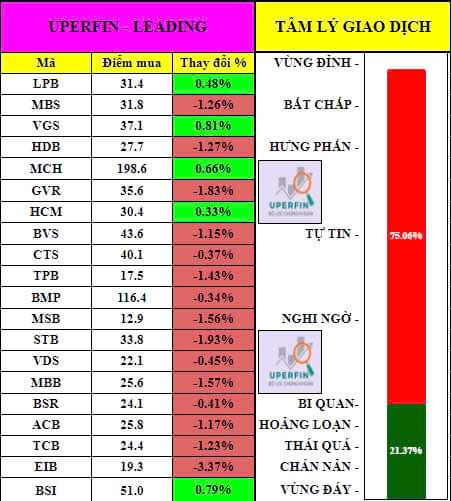 UPERFIN - LEADING
TÂM LÝ GIAO DỊCH
Mã Điểm mua Thay đổi %
LPB 31.4 0.48%
MBS 31.8 -1.26%
VGS 37.1 0.81%
HDB 27.7 -1.27%
MCH 198.6 0.66%
GVR 35.6 -1.83%
HCM 30.4 0.33%
BVS 43.6 -1.15%
CTS 40.1 -0.37%
TPB 17.5 -1.43%
BMP 116.4 -0.34%
MSB 12.9 -1.56%
STB 33.8 -1.93%
VDS 22.1 -0.45%
MBB 25.6 -1.57%
BSR 24.1 -0.41%
ACB 25.8 -1.17%
TCB 24.4 -1.23%
EIB 19.3 -3.37%
BSI 51.0 0.79%
VÙNG ĐỈNH -
BẤT CHẤP -
HƯNG PHẤN -
UPERFIN
TỰ TIN -
75.06%
NGHI NGỜ -
UPERFIN
BI QUAN-
HOẢNG LOẠN -
THÁI QUÁ -
21.37%
CHÁN NẢN -
VÙNG ĐÁY -